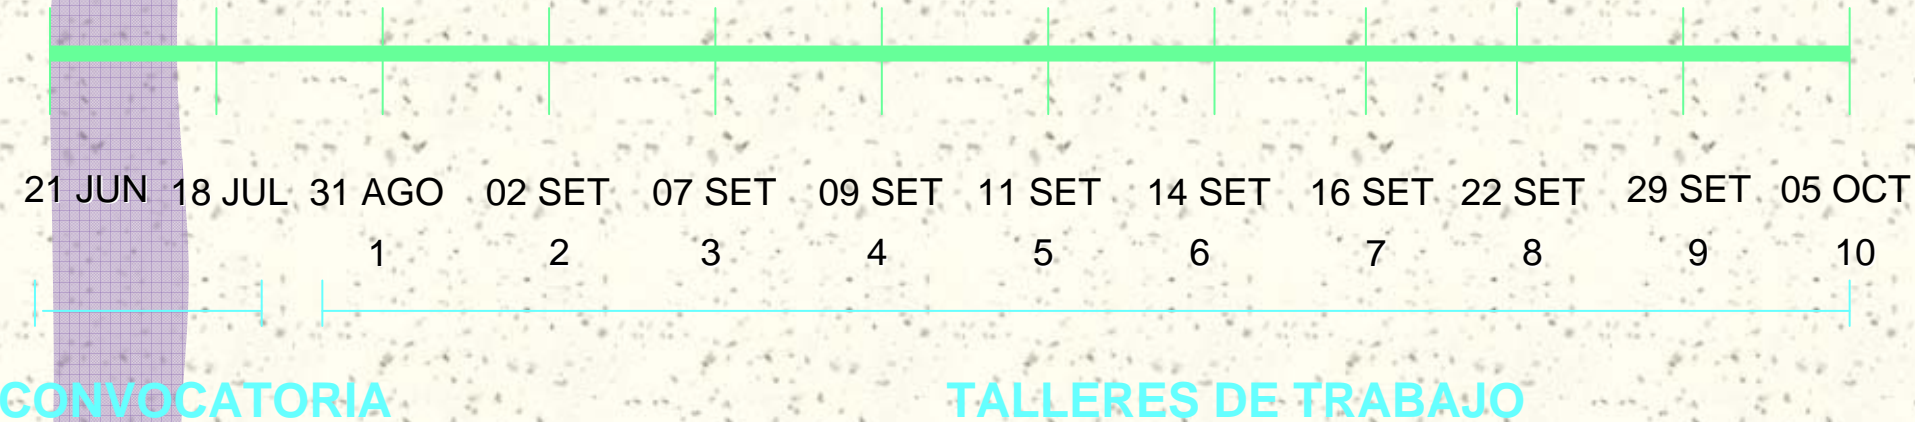 21 JUN 18 JUL 31 AGO 02 SET 07 SET 09 SET 11 SET 14 SET 16 SET 22 SET 29 SET 05 OCT
1 2 3 4 5 6 7 8 9 10
CONVOCATORIA TALLERES DE TRABAJO